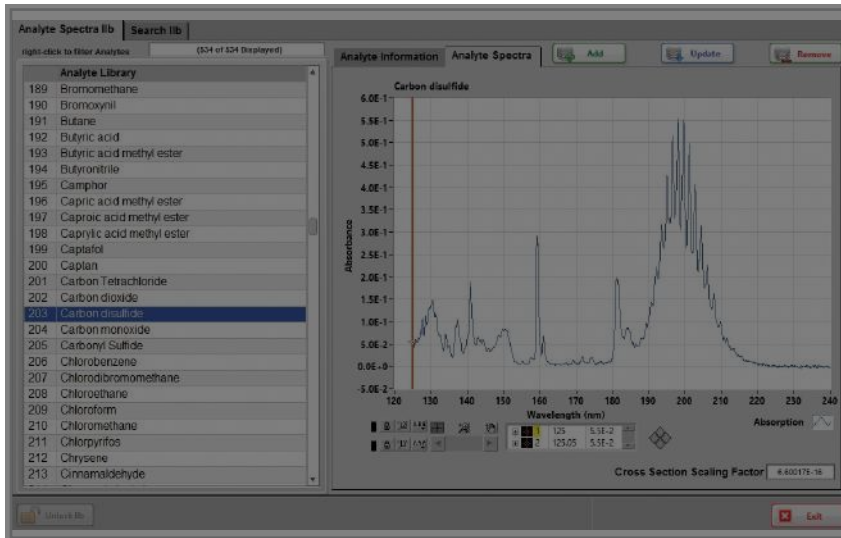 Analyte Spectra lib Search lib
right-click to filter Analytes (534 of 534 Displayed)
Analyte Library
189 Bromomethane
190 Bromoxynil
191 Butane
192 Butyric acid
193 Butyric acid methyl ester
194 Butyronitrile
195 Camphor
196 Capric acid methyl ester
197 Caproic acid methyl ester
198 Caprylic acid methyl ester
199 Captafol
200 Captan
201 Carbon Tetrachloride
202 Carbon dioxide
203 Carbon disulfide
204 Carbon monoxide
205 Carbonyl Sulfide
206 Chlorobenzene
207 Chlorodibromomethane
208 Chloroethane
209 Chloroform
210 Chloromethane
211 Chlorpyrifos
212 Chrysene
213 Cinnamaldehyde
Analyte Information Analyte Spectra Add Update Remove
Carbon disulfide
6.0E-1
5.5E-1
5.0E-1
4.5E-1
4.0E-1
3.5E-1
3.0E-1
2.5E-1
2.0E-1
1.5E-1
1.0E-1
5.0E-2
0.0E+0
-5.0E-2
Absorbance
120 130 140 150 160 170 180 190 200 210 220 230 240
Wavelength (nm)
1 125 5.5E-2
2 125.05 5.5E-2
Absorption
Cross Section Scaling Factor 6.60017E-16
Unlock lib
Exit